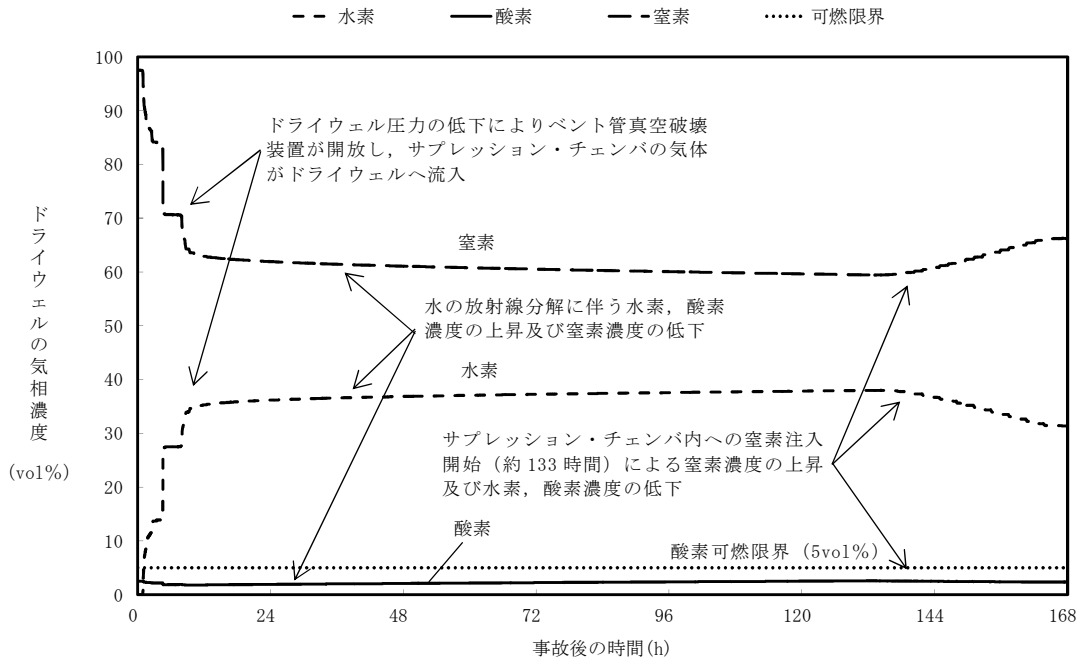 水素
酸素
窒素
可燃限界
100
90
80
70
60
50
40
30
20
10
0
ドライウェルの気相濃度
(vol%)
ドライウェル圧力の低下によりベント管真空破壊
装置が開放し，サプレッション・チェンバの気体
がドライウェルへ流入
窒素
水の放射線分解に伴う水素，酸素
濃度の上昇及び窒素濃度の低下
水素
サプレッション・チェンバ内への窒素注入
開始（約 133 時間）による窒素濃度の上昇
及び水素，酸素濃度の低下
酸素
酸素可燃限界（5vol%）
0
24
48
72
96
120
144
168
事故後の時間(h)